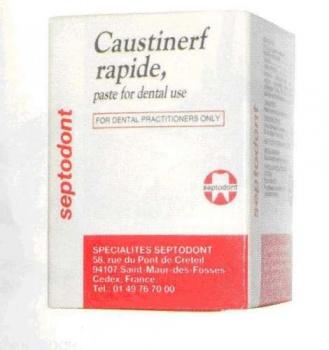 Caustinerf
rapide,
paste for dental use
FOR DENTAL PRACTITIONERS ONLY
septodont
septodont
SPECIALITES SEPTODONT
58, rue du Pont de Creteil
94107 Saint-Maur-des-Fosses
Cedex, France
Tel.: 01 49 76 70 00